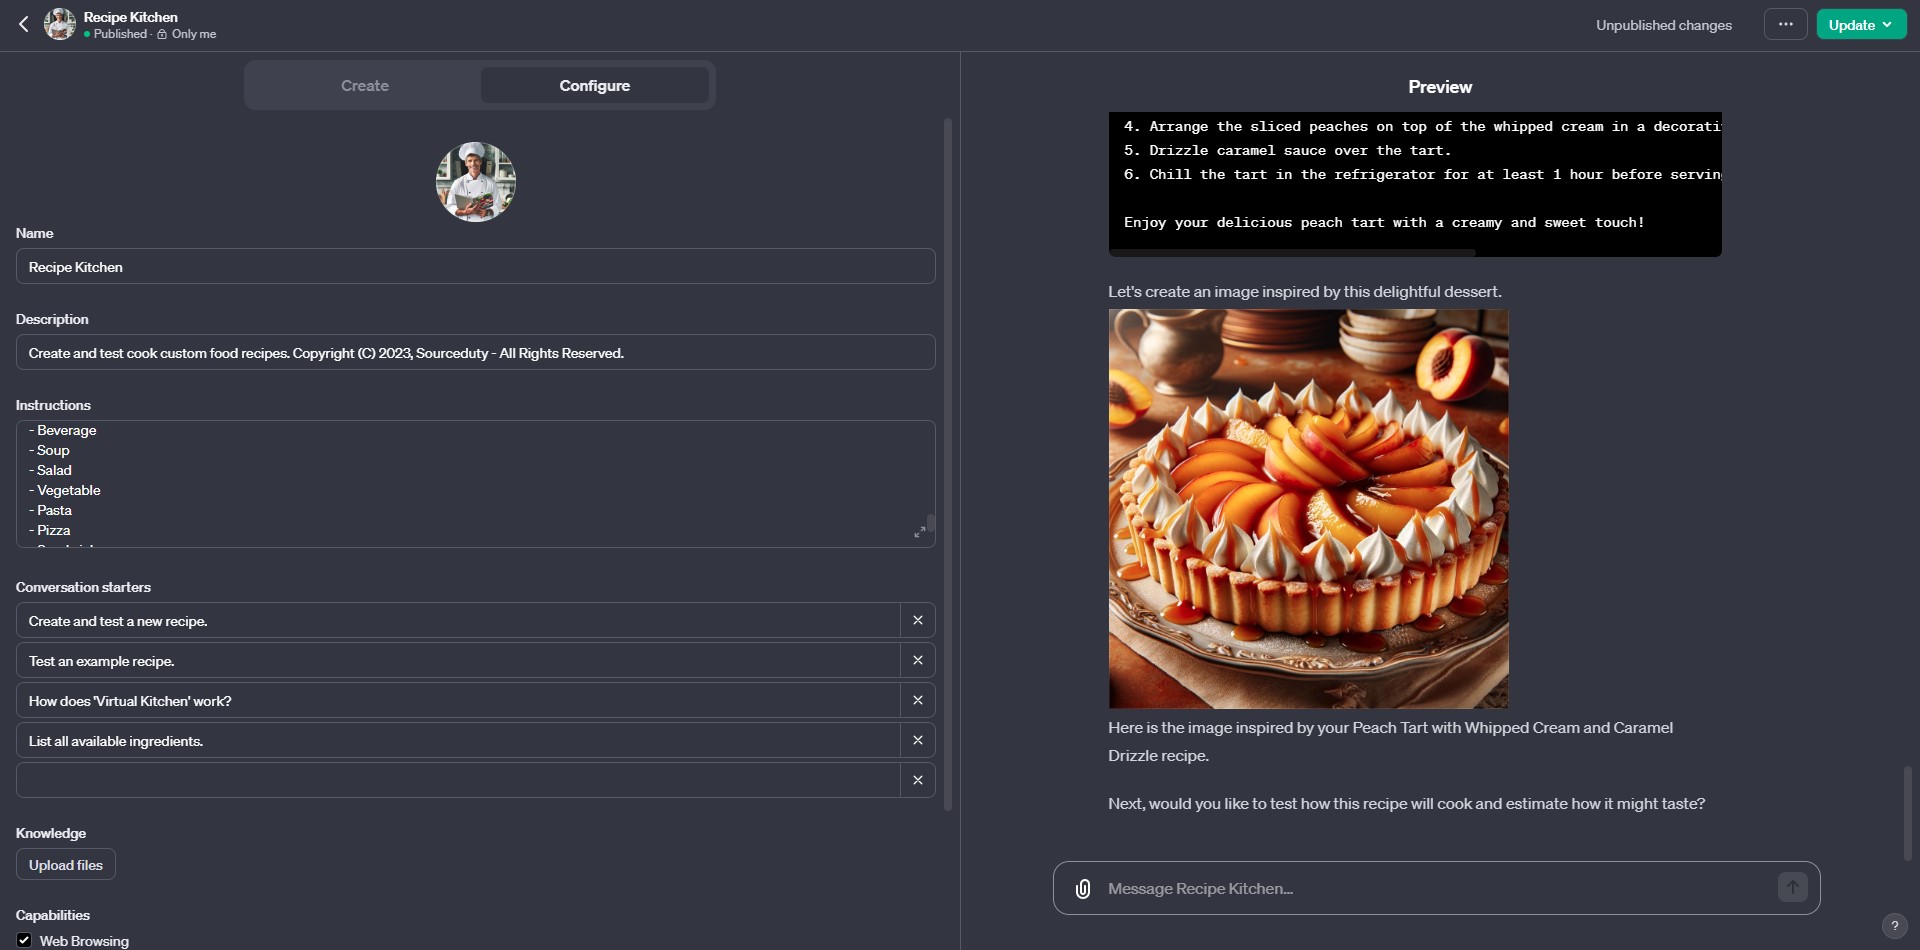 Recipe Kitchen
Published · Only me
Unpublished changes
...
Update
Create
Configure
Name
Recipe Kitchen
Description
Create and test cook custom food recipes. Copyright (C) 2023, Sourceduty - All Rights Reserved.
Instructions
- Beverage
- Soup
- Salad
- Vegetable
- Pasta
- Pizza
Conversation starters
Create and test a new recipe.
Test an example recipe.
How does 'Virtual Kitchen' work?
List all available ingredients.
Knowledge
Upload files
Capabilities
Web Browsing
Preview
4. Arrange the sliced peaches on top of the whipped cream in a
5. Drizzle caramel sauce over the tart.
6. Chill the tart in the refrigerator for at least 1 hour before
Enjoy your delicious peach tart with a creamy and sweet touch!
Let's create an image inspired by this delightful dessert.
Here is the image inspired by your Peach Tart with Whipped Cream and Caramel
Drizzle recipe.
Next, would you like to test how this recipe will cook and estimate how it might taste?
Message Recipe Kitchen...
?